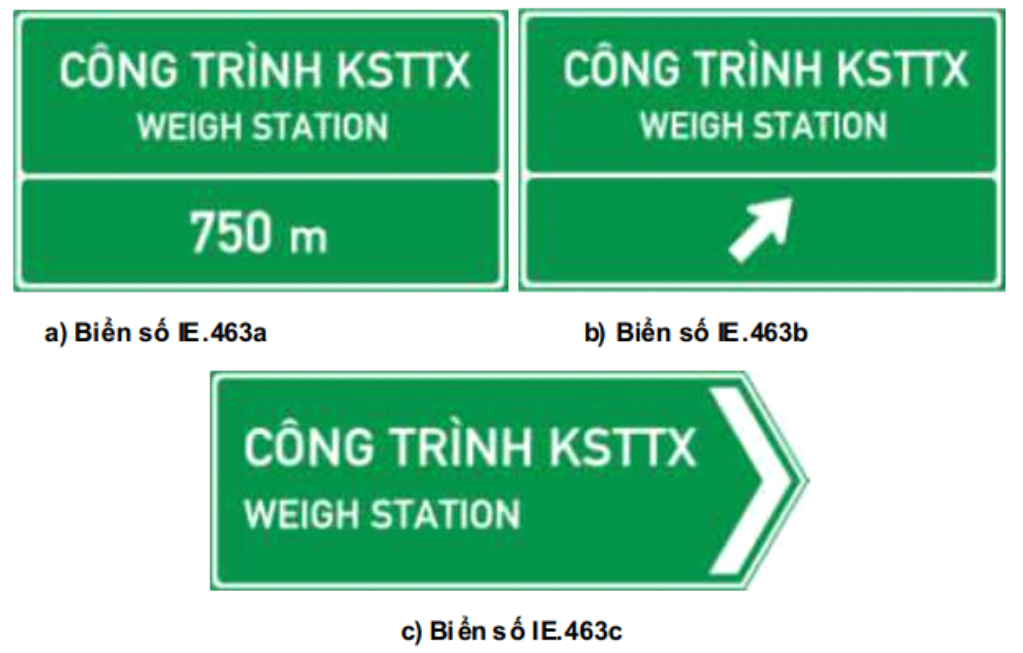 CÔNG TRÌNH KSTTX
WEIGH STATION
750 m
a) Biển số IE.463a
CÔNG TRÌNH KSTTX
WEIGH STATION
b) Biển số IE.463b
CÔNG TRÌNH KSTTX
WEIGH STATION
c) Biển số IE.463c